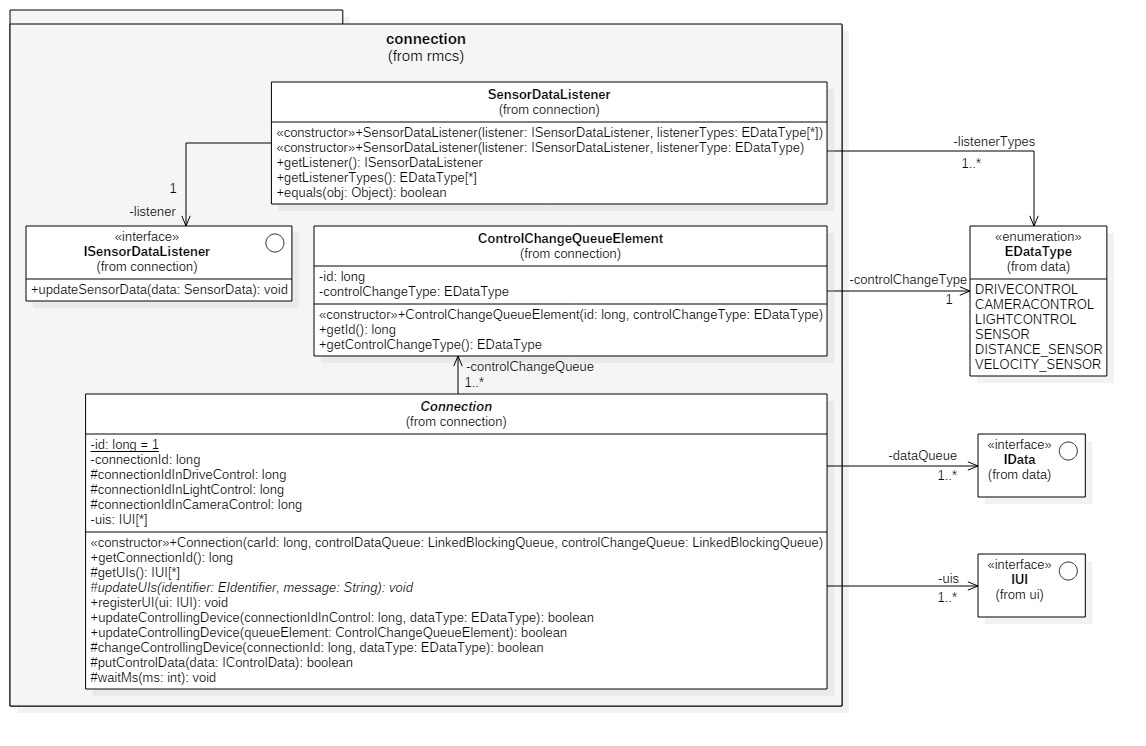 connection
(from rmcs)
SensorDataListener
(from connection)
«constructor»+SensorDataListener(listener: ISensorDataListener, listenerTypes: EDataType[*])
«constructor»+SensorDataListener(listener: ISensorDataListener, listenerType: EDataType)
+getListener(): ISensorDataListener
+getListenerTypes(): EDataType[*]
+equals(obj: Object): boolean
-listenerTypes
1..*
1
-listener
«interface»
ISensorDataListener
(from connection)
+updateSensorData(data: SensorData): void
ControlChangeQueueElement
(from connection)
-id: long
-controlChangeType: EDataType
«constructor»+ControlChangeQueueElement(id: long, controlChangeType: EDataType)
+getId(): long
+getControlChangeType(): EDataType
-controlChangeType
1
«enumeration»
EDataType
(from data)
DRIVECONTROL
CAMERACONTROL
LIGHTCONTROL
SENSOR
DISTANCE_SENSOR
VELOCITY_SENSOR
-controlChangeQueue
1..*
Connection
(from connection)
-id: long = 1
-connectionId: long
#connectionIdInDriveControl: long
#connectionIdInLightControl: long
#connectionIdInCameraControl: long
-uis: IUI[*]
«constructor»+Connection(carId: long, controlDataQueue: LinkedBlockingQueue, controlChangeQueue: LinkedBlockingQueue)
+getConnectionId(): long
#getUIs(): IUI[*]
#updateUIs(identifier: EIdentifier, message: String): void
+registerUI(ui: IUI): void
+updateControllingDevice(connectionIdInControl: long, dataType: EDataType): boolean
+updateControllingDevice(queueElement: ControlChangeQueueElement): boolean
#changeControllingDevice(connectionId: long, dataType: EDataType): boolean
#putControlData(data: IControlData): boolean
#waitMs(ms: int): void
-dataQueue
1..*
«interface»
IData
(from data)
-uis
1..*
«interface»
IUI
(from ui)